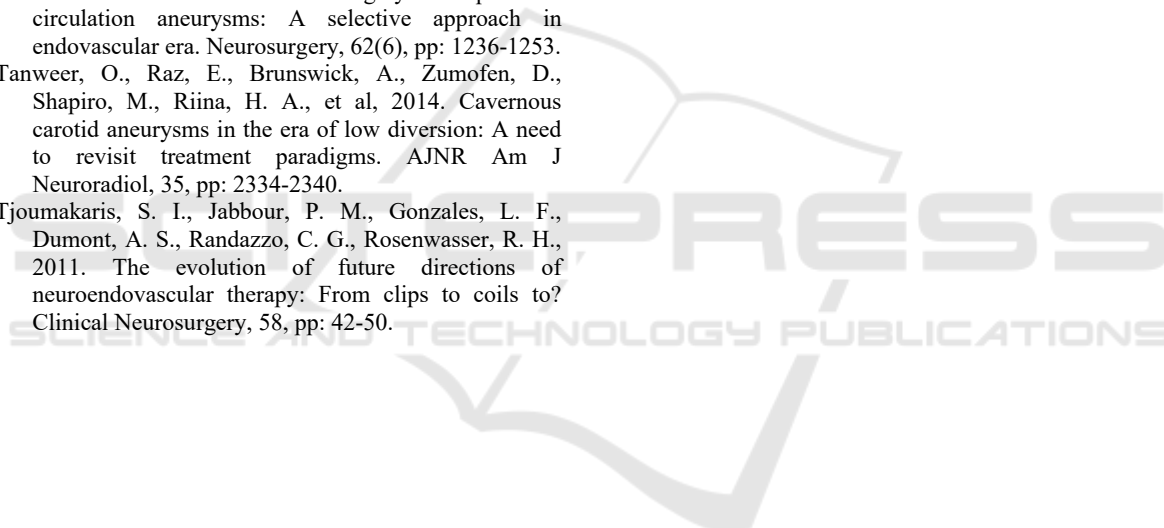 circulation aneurysms: A selective approach in
endovascular era. Neurosurgery, 62(6), pp: 1236-1253.
Tanweer, O., Raz, E., Brunswick, A., Zumofen, D.,
Shapiro, M., Riina, H. A., et al, 2014. Cavernous
carotid aneurysms in the era of low diversion: A need
to revisit treatment paradigms. AJNR Am J
Neuroradiol, 35, pp: 2334-2340.
Tjoumakaris, S. I., Jabbour, P. M., Gonzales, L. F.,
Dumont, A. S., Randazzo, C. G., Rosenwasser, R. H.,
2011. The evolution of future directions of
neuroendovascular therapy: From clips to coils to?
Clinical Neurosurgery, 58, pp: 42-50.
SCITEPRESS
SCIENCE AND TECHNOLOGY PUBLICATIONS